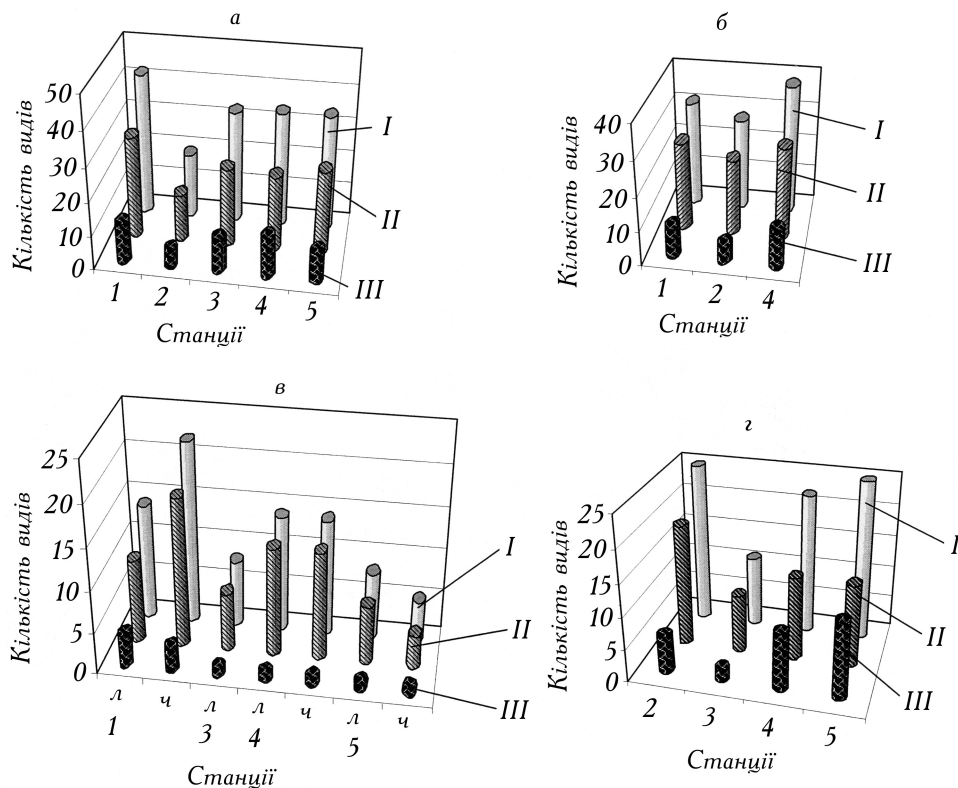 а
Кількість видів
50
40
30
20
10
0
I
II
III
1 2 3 4 5
Станції
б
Кількість видів
40
30
20
10
0
I
II
III
1 2 4
Станції
в
Кількість видів
25
20
15
10
5
0
I
II
III
л ч л л ч л ч
1 3 4 5
Станції
г
Кількість видів
25
20
15
10
5
0
I
II
III
2 3 4 5
Станції